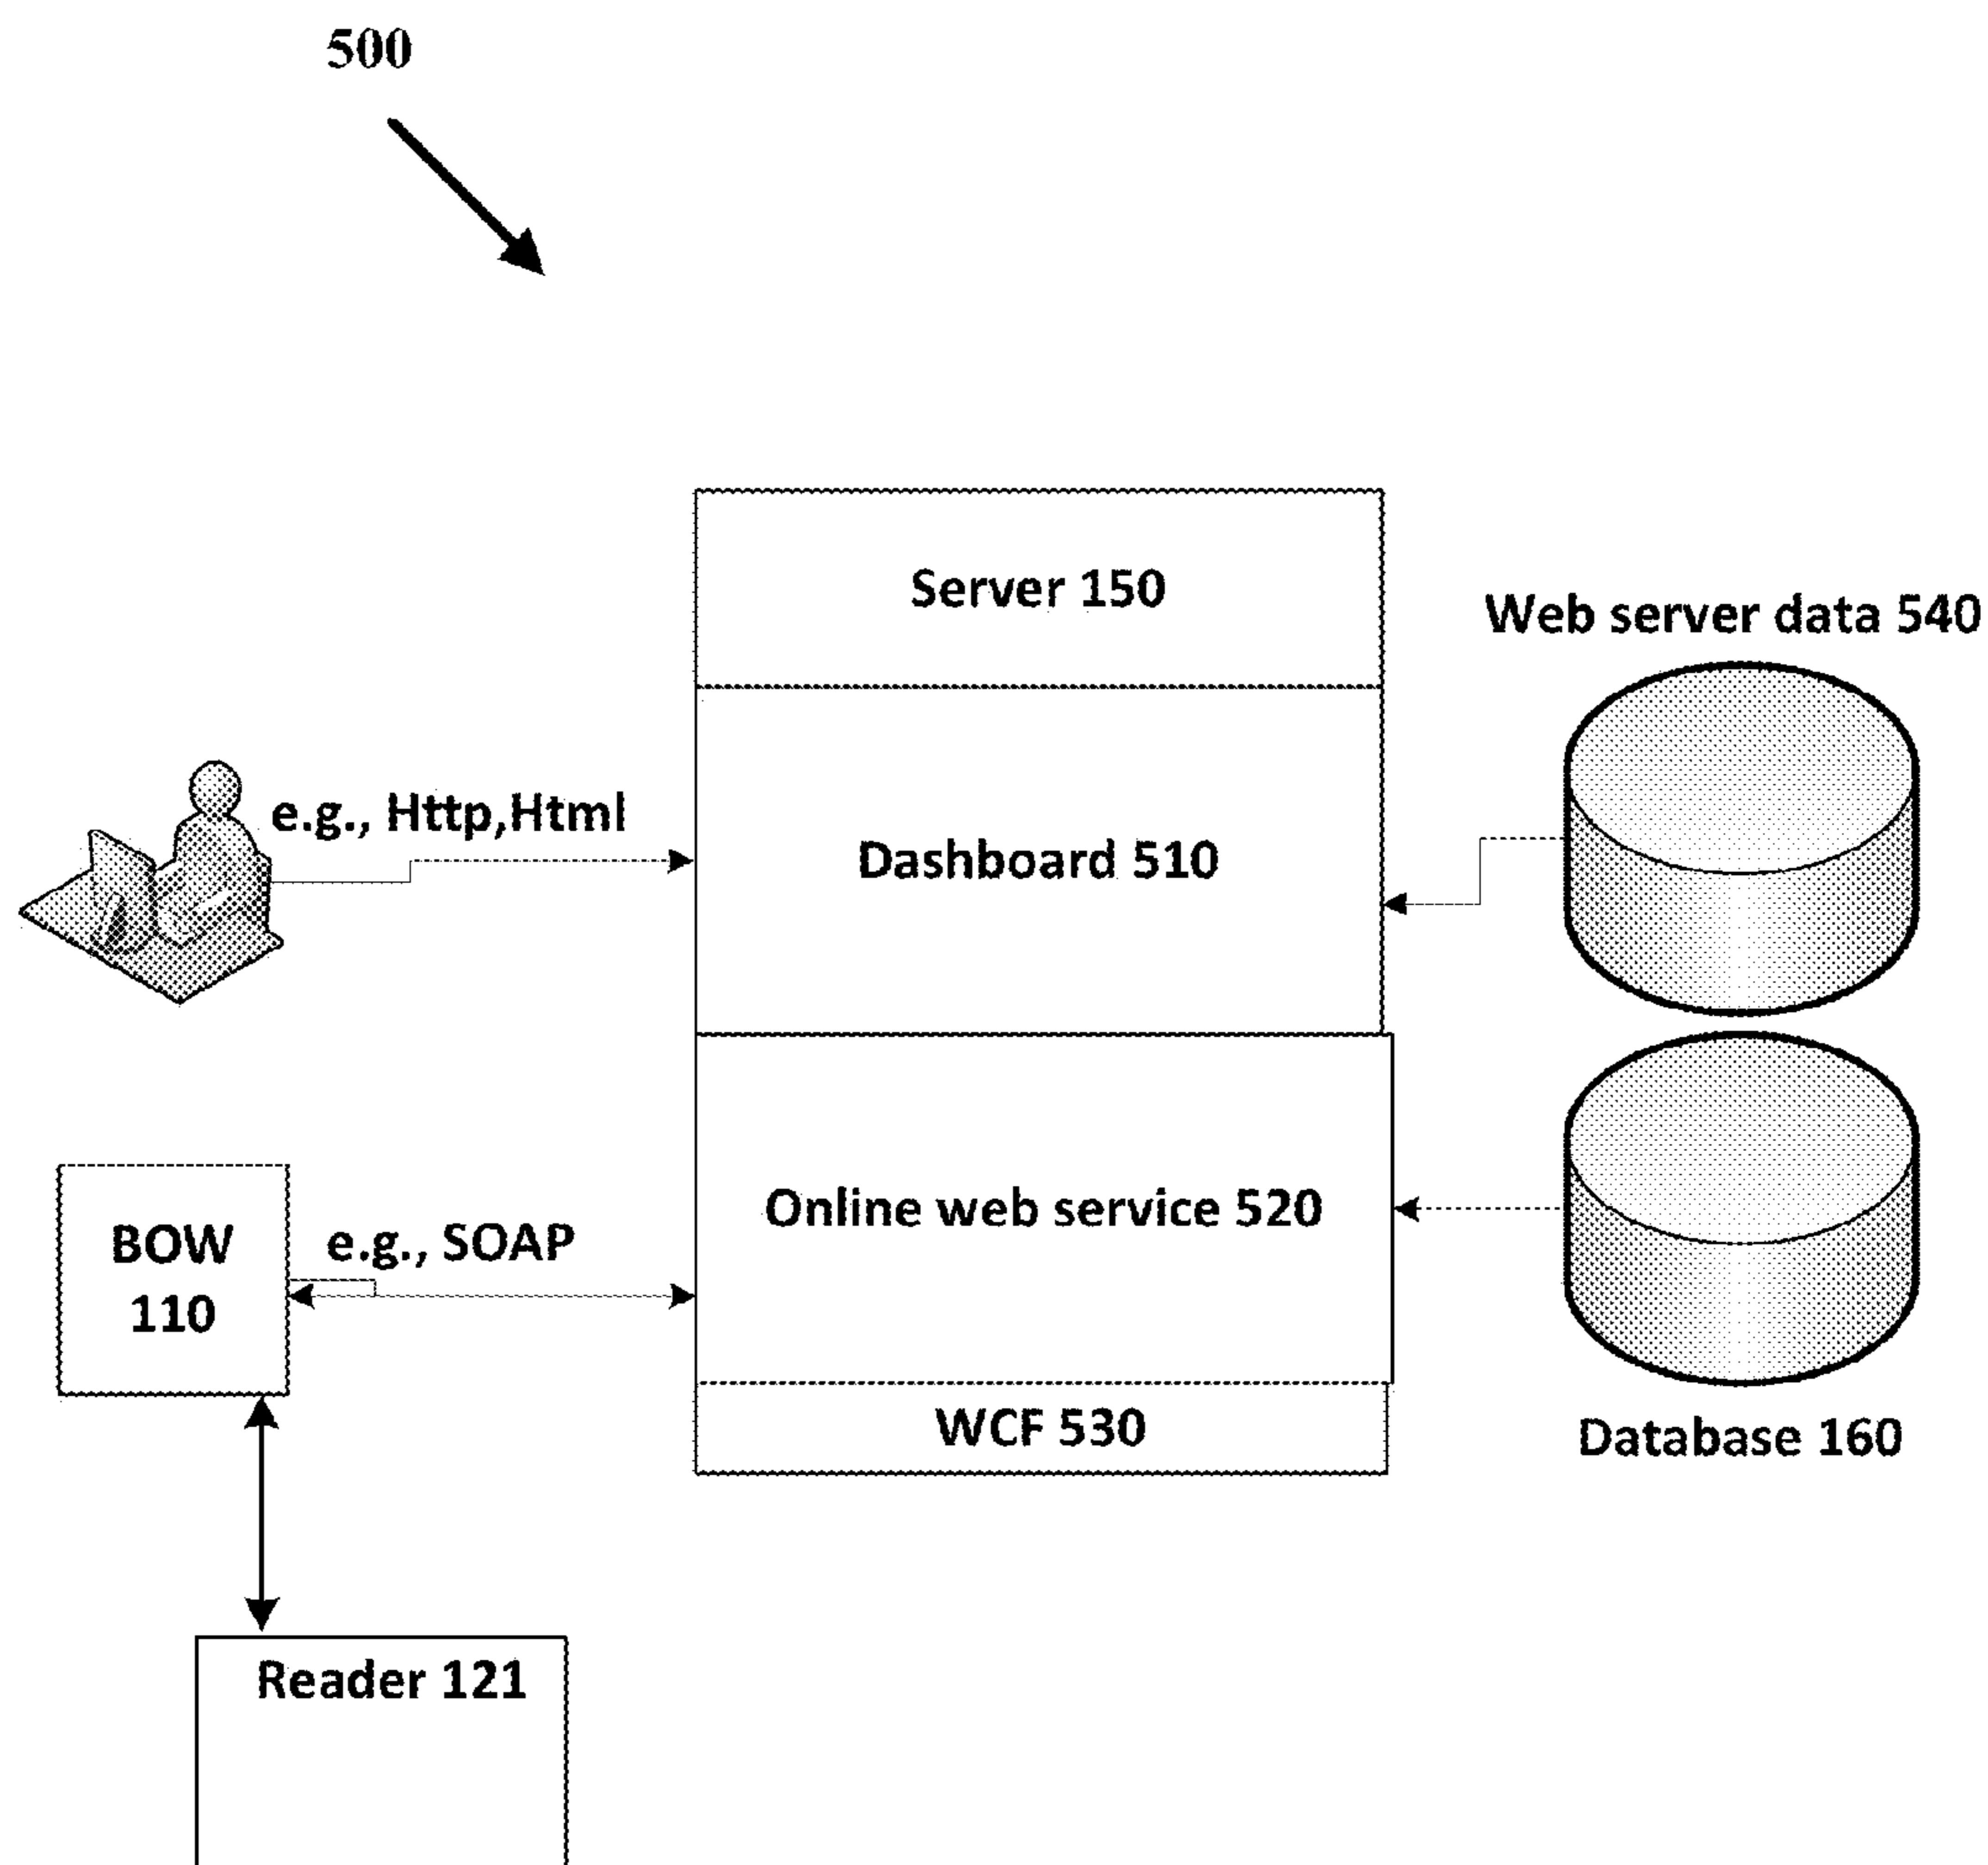 500
Server 150
Web server data 540
e.g., Http,Html
Dashboard 510
Online web service 520
BOW
110
e.g., SOAP
WCF 530
Database 160
Reader 121